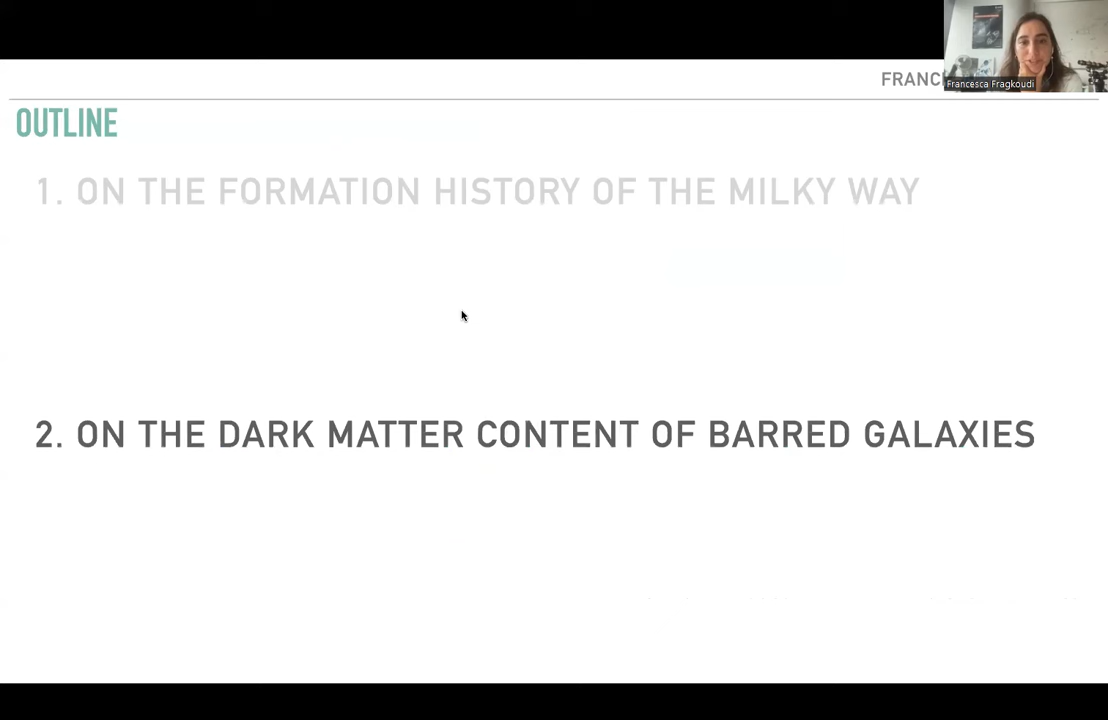 FRANC
Francesca Fragkoudi
OUTLINE
1. ON THE FORMATION HISTORY OF THE MILKY WAY
2. ON THE DARK MATTER CONTENT OF BARRED GALAXIES